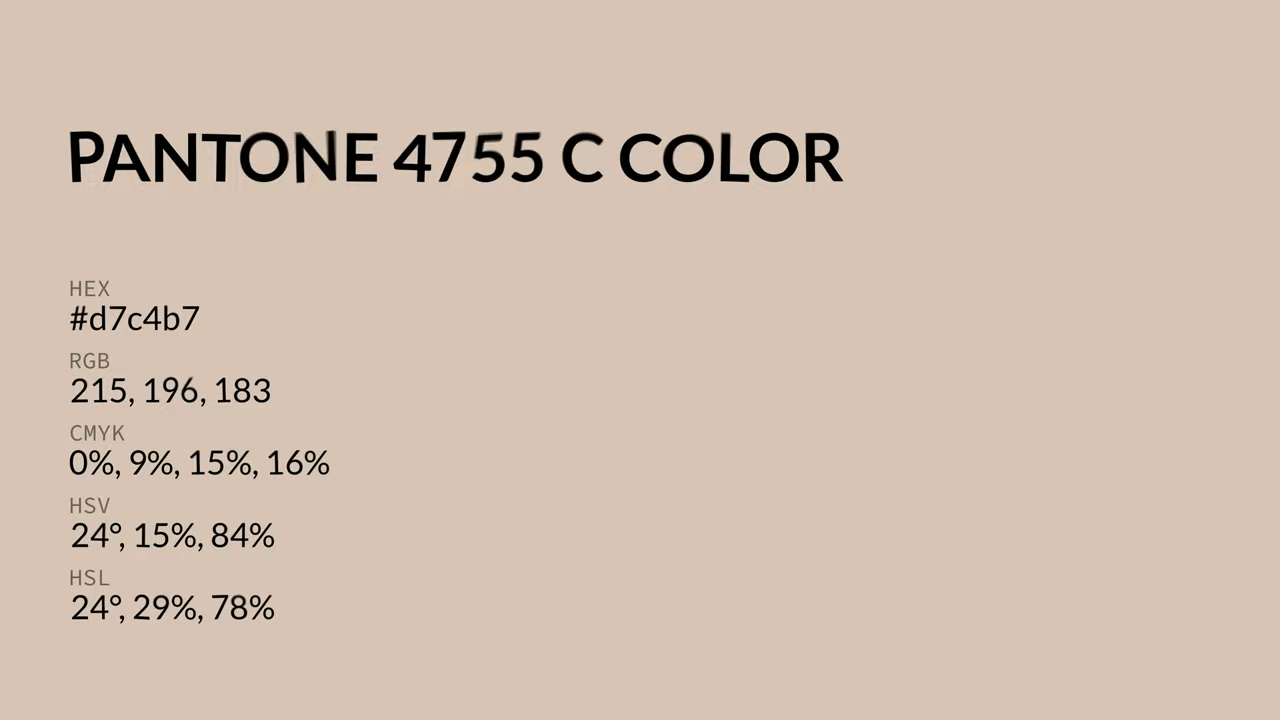 PANTONE 4755 C COLOR
HEX
#d7c4b7
RGB
215, 196, 183
CMYK
0%, 9%, 15%, 16%
HSV
24°, 15%, 84%
HSL
24°, 29%, 78%